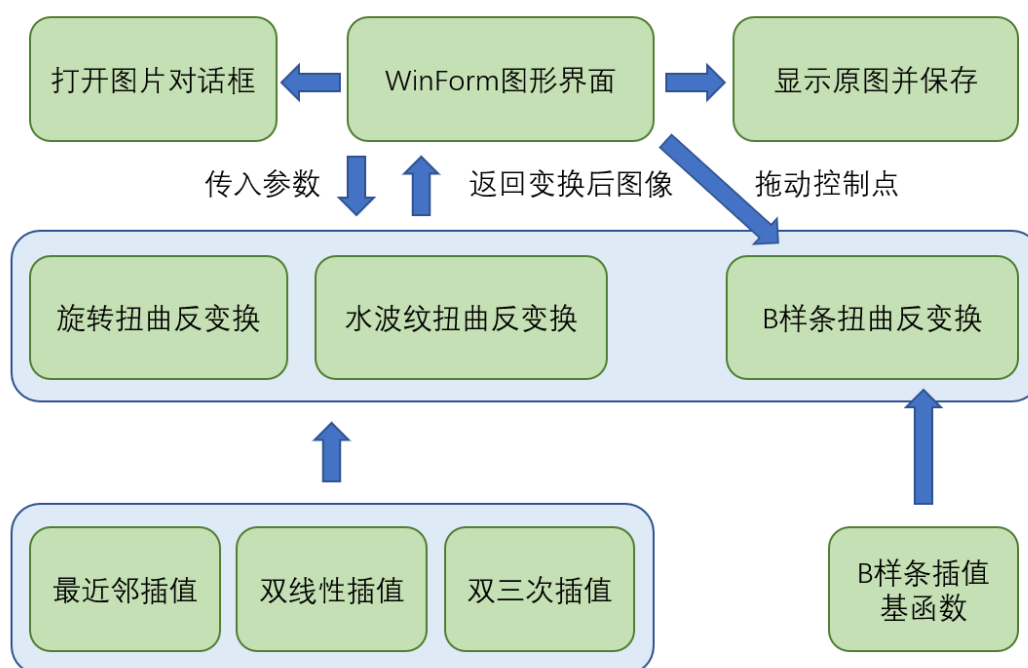 打开图片对话框
WinForm图形界面
显示原图并保存
传入参数
返回变换后图像
拖动控制点
旋转扭曲反变换
水波纹扭曲反变换
B样条扭曲反变换
最近邻插值
双线性插值
双三次插值
B样条插值
基函数